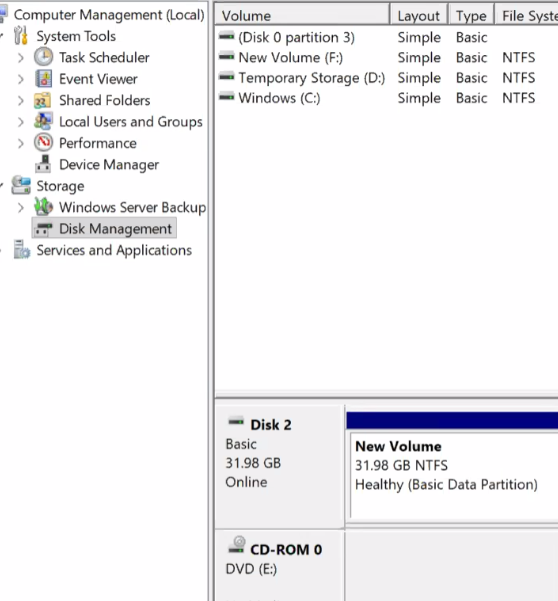 Computer Management (Local)
System Tools
Task Scheduler
Event Viewer
Shared Folders
Local Users and Groups
Performance
Device Manager
Storage
Windows Server Backup
Disk Management
Services and Applications
Volume Layout Type File Syste
(Disk 0 partition 3) Simple Basic
New Volume (F:) Simple Basic NTFS
Temporary Storage (D:) Simple Basic NTFS
Windows (C:) Simple Basic NTFS
Disk 2
Basic
31.98 GB
Online
New Volume
31.98 GB NTFS
Healthy (Basic Data Partition)
CD-ROM 0
DVD (E:)